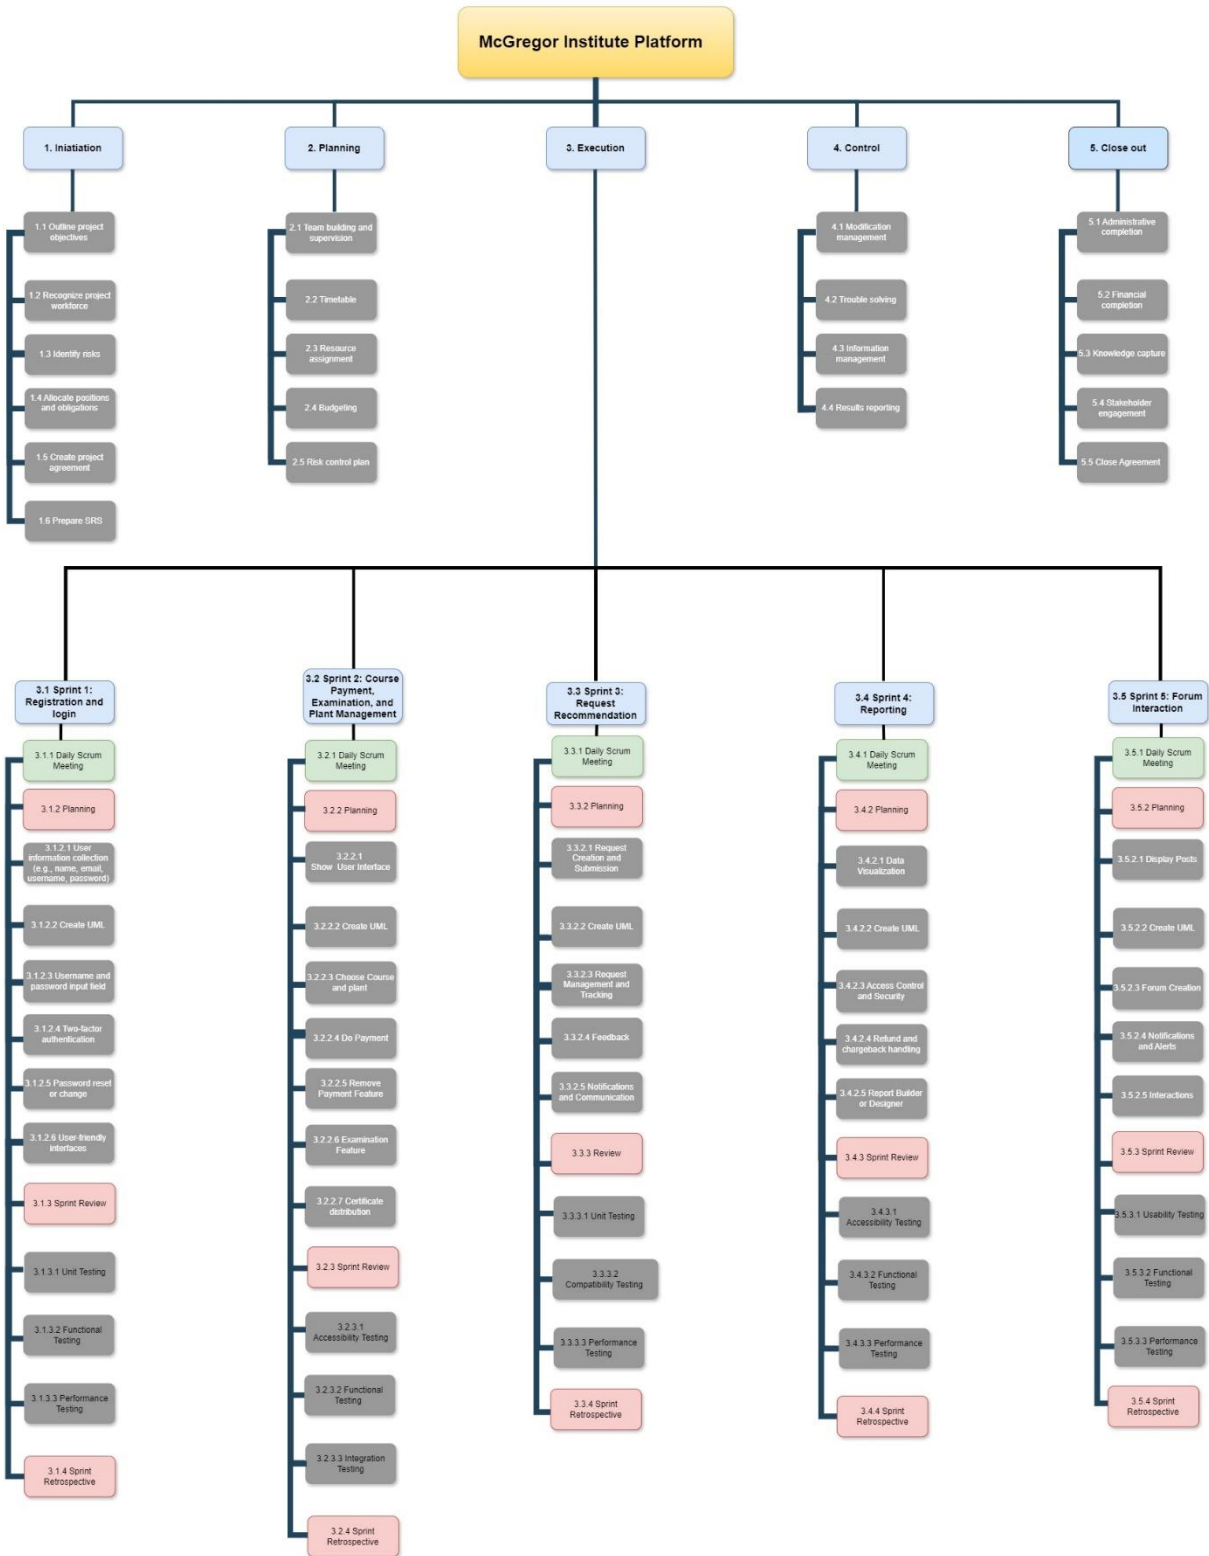 McGregor Institute Platform
1. Iniatiation
2. Planning
3. Execution
4. Control
5. Close out
1.1 Outline project
objectives
1.2 Recognize project
workforce
1.3 Identify risks
1.4 Allocate positions
and obligations
1.5 Create project
agreement
1.6 Prepare SRS
2.1 Team building and
supervision
2.2 Timetable
2.3 Resource
assignment
2.4 Budgeting
2.5 Risk control plan
4.1 Modification
management
4.2 Trouble solving
4.3 Information
management
4.4 Results reporting
5.1 Administrative
completion
5.2 Financial
completion
5.3 Knowledge capture
5.4 Stakeholder
engagement
5.5 Close Agreement
3.1 Sprint 1:
Registration and
login
3.1.1 Daily Scrum
Meeting
3.1.2 Planning
3.1.2.1 User
information collection
(e.g., name, email,
username, password)
3.1.2.2 Create UML
3.1.2.3 Username and
password input field
3.1.2.4 Two-factor
authentication
3.1.2.5 Password reset
or change
3.1.2.6 User-friendly
interfaces
3.1.3 Sprint Review
3.1.3.1 Unit Testing
3.1.3.2 Functional
Testing
3.1.3.3 Performance
Testing
3.1.4 Sprint
Retrospective
3.2 Sprint 2: Course
Payment,
Examination, and
Plant Management
3.2.1 Daily Scrum
Meeting
3.2.2 Planning
3.2.2.1
Show User Interface
3.2.2.2 Create UML
3.2.2.3 Choose Course
and plant
3.2.2.4 Do Payment
3.2.2.5 Remove
Payment Feature
3.2.2.6 Examination
Feature
3.2.2.7 Certificate
distribution
3.2.3 Sprint Review
3.2.3.1
Accessibility Testing
3.2.3.2 Functional
Testing
3.2.3.3 Integration
Testing
3.2.4 Sprint
Retrospective
3.3 Sprint 3:
Request
Recommendation
3.3.1 Daily Scrum
Meeting
3.3.2 Planning
3.3.2.1 Request
Creation and
Submission
3.3.2.2 Create UML
3.3.2.3 Request
Management and
Tracking
3.3.2.4 Feedback
3.3.2.5 Notifications
and Communication
3.3.3 Review
3.3.3.1 Unit Testing
3.3.3.2
Compatibility Testing
3.3.3.3 Performance
Testing
3.3.4 Sprint
Retrospective
3.4 Sprint 4:
Reporting
3.4.1 Daily Scrum
Meeting
3.4.2 Planning
3.4.2.1 Data
Visualization
3.4.2.2 Create UML
3.4.2.3 Access Control
and Security
3.4.2.4 Refund and
chargeback handling
3.4.2.5 Report Builder
or Designer
3.4.3 Sprint Review
3.4.3.1
Accessibility Testing
3.4.3.2 Functional
Testing
3.4.3.3 Performance
Testing
3.4.4 Sprint
Retrospective
3.5 Sprint 5: Forum
Interaction
3.5.1 Daily Scrum
Meeting
3.5.2 Planning
3.5.2.1 Display Posts
3.5.2.2 Create UML
3.5.2.3 Forum Creation
3.5.2.4 Notifications
and Alerts
3.5.2.5 Interactions
3.5.3 Sprint Review
3.5.3.1 Usability Testing
3.5.3.2 Functional
Testing
3.5.3.3 Performance
Testing
3.5.4 Sprint
Retrospective